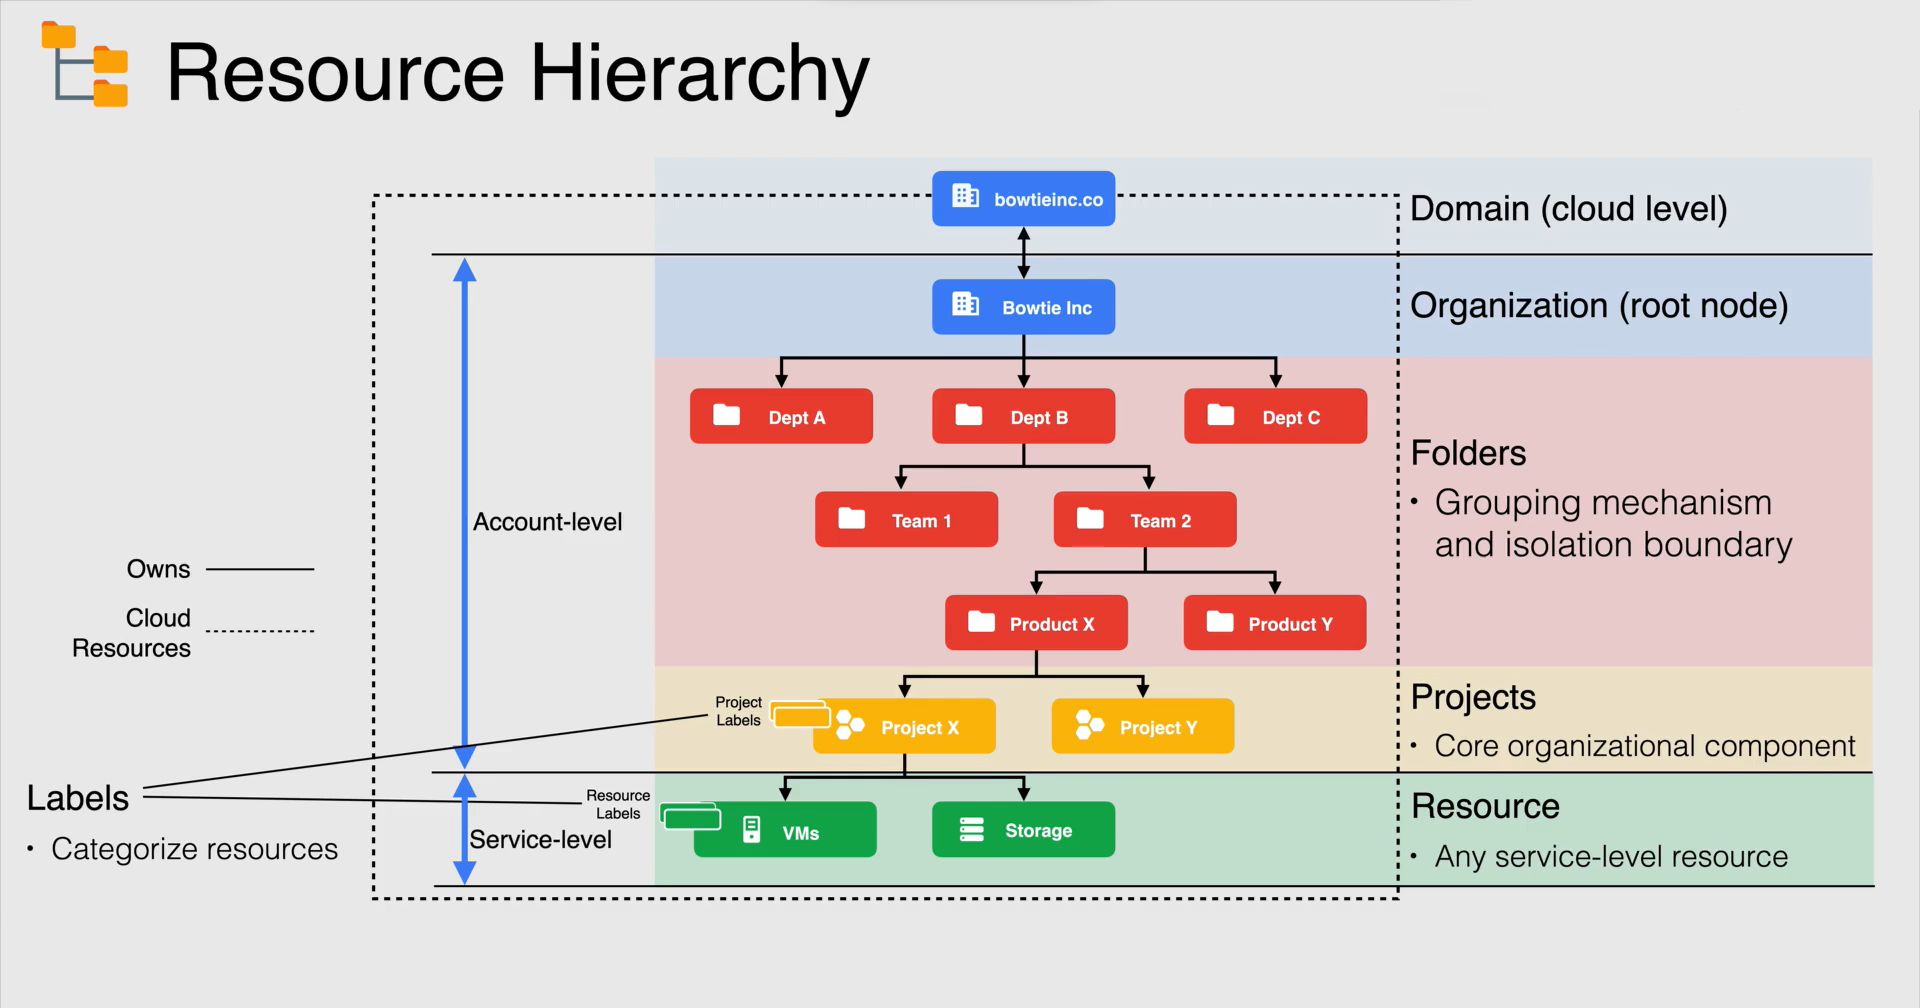 Resource Hierarchy
bowtieinc.co
Domain (cloud level)
Bowtie Inc
Organization (root node)
Dept A
Dept B
Dept C
Folders
• Grouping mechanism
and isolation boundary
Team 1
Team 2
Account-level
Owns
Cloud
Resources
Product X
Product Y
Project
Labels
Project X
Project Y
Projects
• Core organizational component
Labels
• Categorize resources
Resource
Labels
Service-level
VMs
Storage
Resource
• Any service-level resource